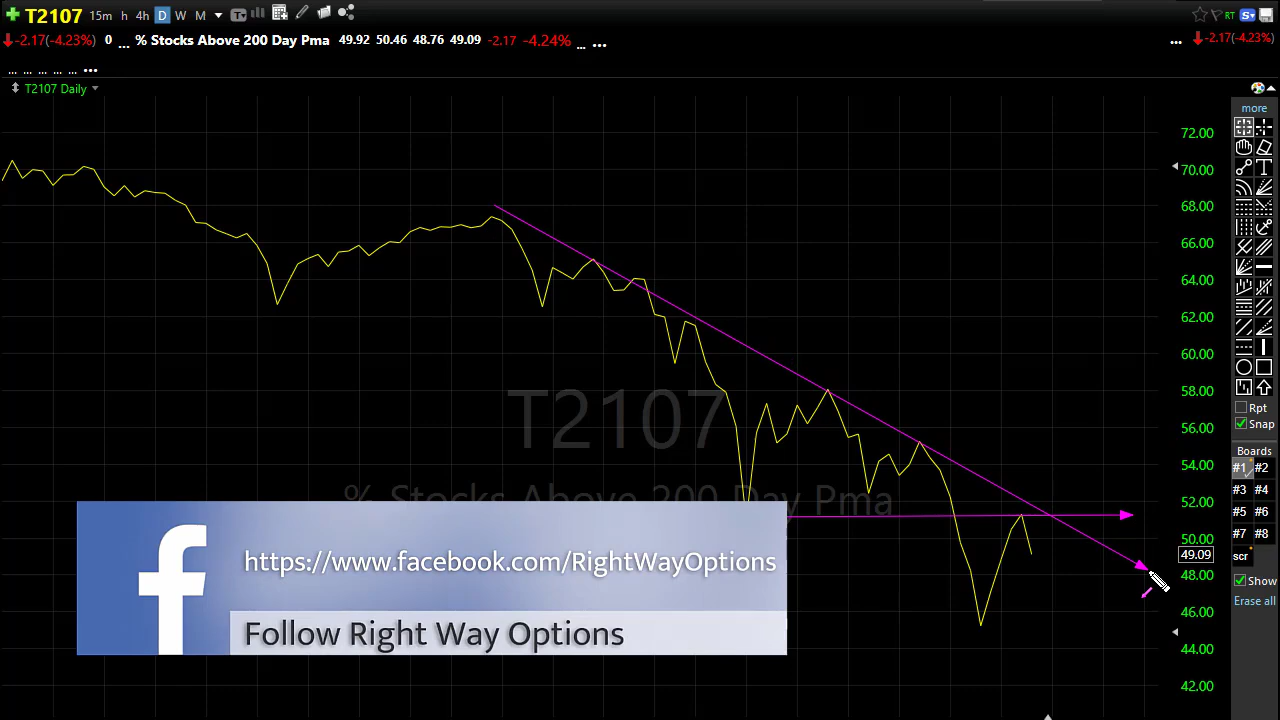 T2107 15m h 4h D W M T RT S
-2.17(-4.23%) 0 ... % Stocks Above 200 Day Pma 49.92 50.46 48.76 49.09 -2.17 -4.24% ... ... ... -2.17(-4.23%)
... ... ... ... ... ...
T2107 Daily
more
72.00
70.00
68.00
66.00
64.00
62.00
60.00
58.00
56.00
54.00
52.00
50.00
49.09
48.00
46.00
44.00
42.00
T
Rpt
Snap
Boards
#1 #2
#3 #4
#5 #6
#7 #8
scr
Show
Erase all
T2107
% Stocks Above 200 Day Pma
f
https://www.facebook.com/RightWayOptions
Follow Right Way Options